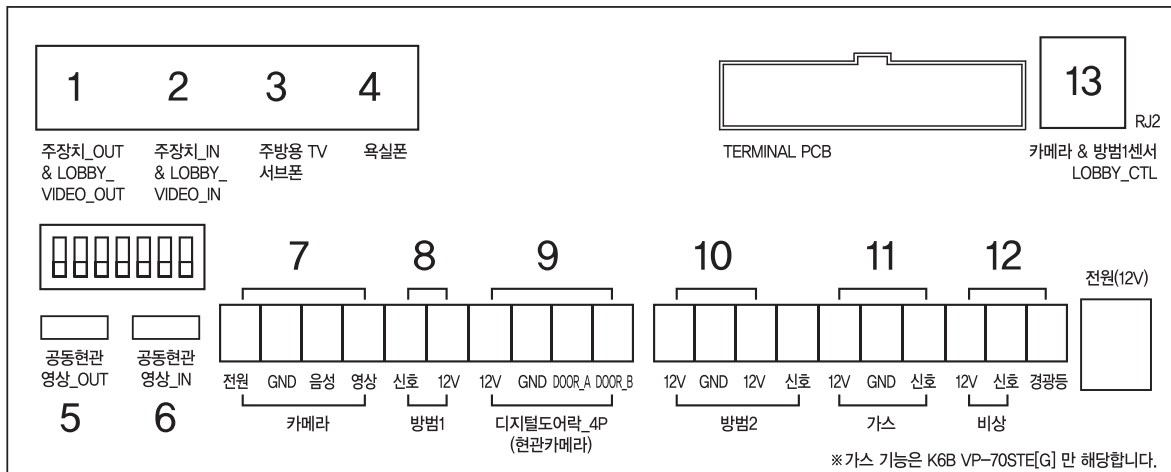 1 2 3 4
주장치_OUT
& LOBBY_
VIDEO_OUT
주장치_IN
& LOBBY_
VIDEO_IN
주방용 TV
서브폰
욕실폰
TERMINAL PCB
13
RJ2
카메라 & 방범1센서
LOBBY_CTL
공동현관
영상_OUT
5
공동현관
영상_IN
6
7 8 9 10 11 12
전원 GND 음성 영상 신호 12V 12V GND DOOR_A DOOR_B 12V GND 12V 신호 12V GND 신호 12V 신호 경광등
카메라 방범1 디지털도어락_4P 방범2 가스 비상
(현관카메라)
전원(12V)
※가스 기능은 K6B VP-70STE[G] 만 해당합니다.